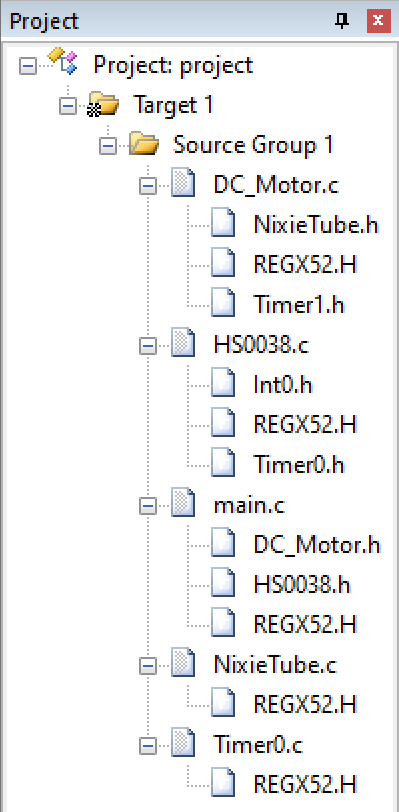 Project
Project: project
Target 1
Source Group 1
DC_Motor.c
NixieTube.h
REGX52.H
Timer1.h
HS0038.c
Int0.h
REGX52.H
Timer0.h
main.c
DC_Motor.h
HS0038.h
REGX52.H
NixieTube.c
REGX52.H
Timer0.c
REGX52.H